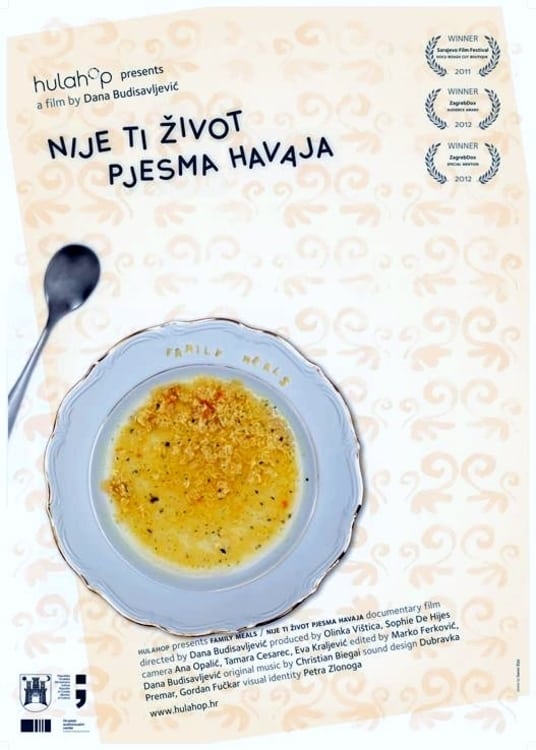 hulahop presents
a film by Dana Budisavljević
NIJE TI ŽIVOT
PJESMA HAVAJA
WINNER
Sarajevo Film Festival
2011
WINNER
ZagrebDox
AUDIENCE AWARD
2012
WINNER
ZagrebDox
SPECIAL MENTION
2012
FAMILY MEALS
HULAHOP presents FAMILY MEALS / NIJE TI ŽIVOT PJESMA HAVAJA documentary film
directed by Dana Budisavljević produced by Olinka Vištica, Sophie De Hijes
camera Ana Opalić, Tamara Cesarec, Eva Kraljević edited by Marko Ferković,
Dana Budisavljević original music by Christian Biegai sound design Dubravka
Premar, Gordan Fučkar visual identity Petra Zlonoga
www.hulahop.hr